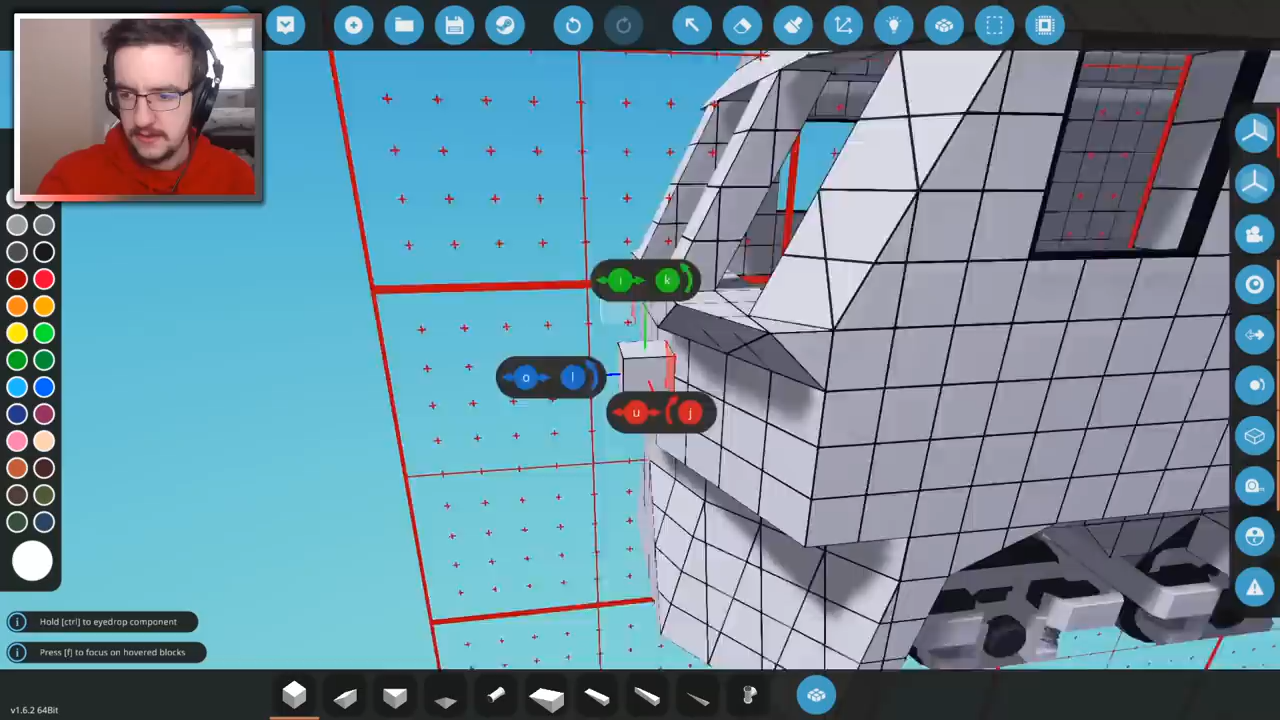 i k
o l
u j
Hold [ctrl] to eyedrop component
Press [f] to focus on hovered blocks
v1.6.2 64Bit